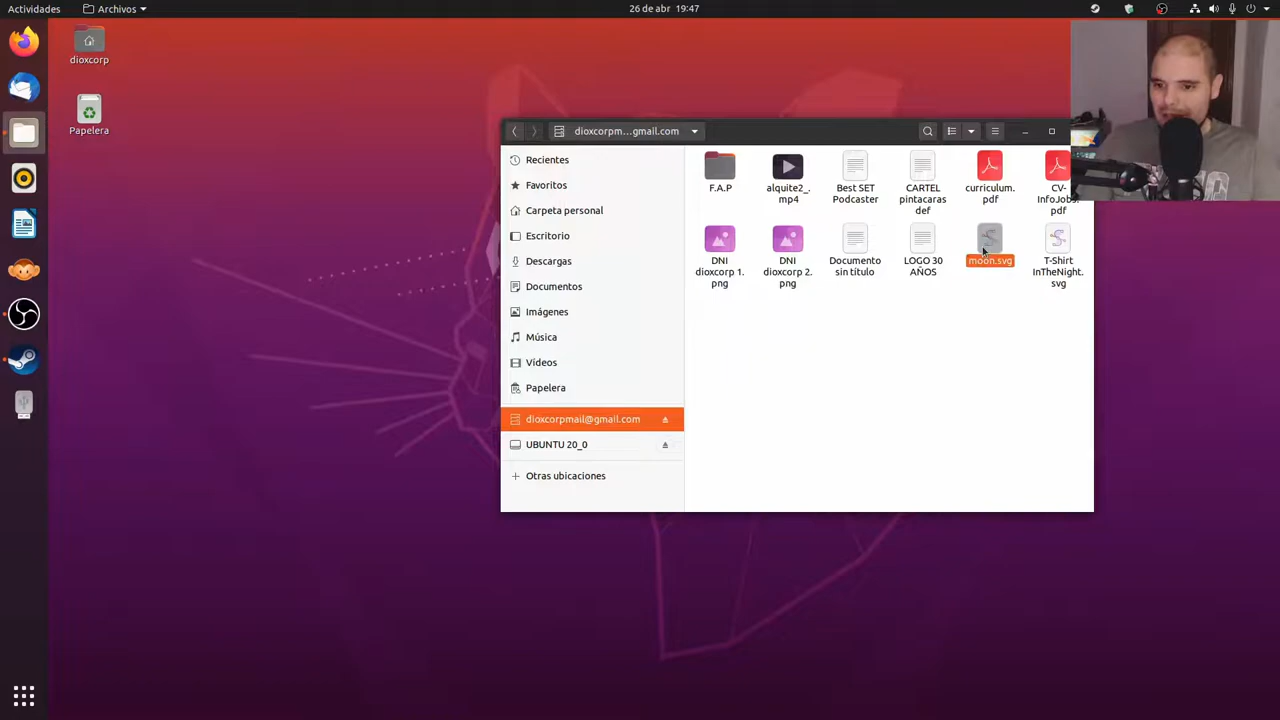 Actividades
Archivos
26 de abr 19:47
dioxcorp
Papelera
dioxcorpm...gmail.com
Recientes
Favoritos
Carpeta personal
Escritorio
Descargas
Documentos
Imágenes
Música
Vídeos
Papelera
dioxcorpmail@gmail.com
UBUNTU 20_0
+ Otras ubicaciones
F.A.P
alquite2_.
mp4
Best SET
Podcaster
CARTEL
pintacaras
def
curriculum.
pdf
CV-
InfoJobs.
pdf
DNI
dioxcorp 1.
png
DNI
dioxcorp 2.
png
Documento
sin título
LOGO 30
AÑOS
moon.svg
T-Shirt
InTheNight.
svg